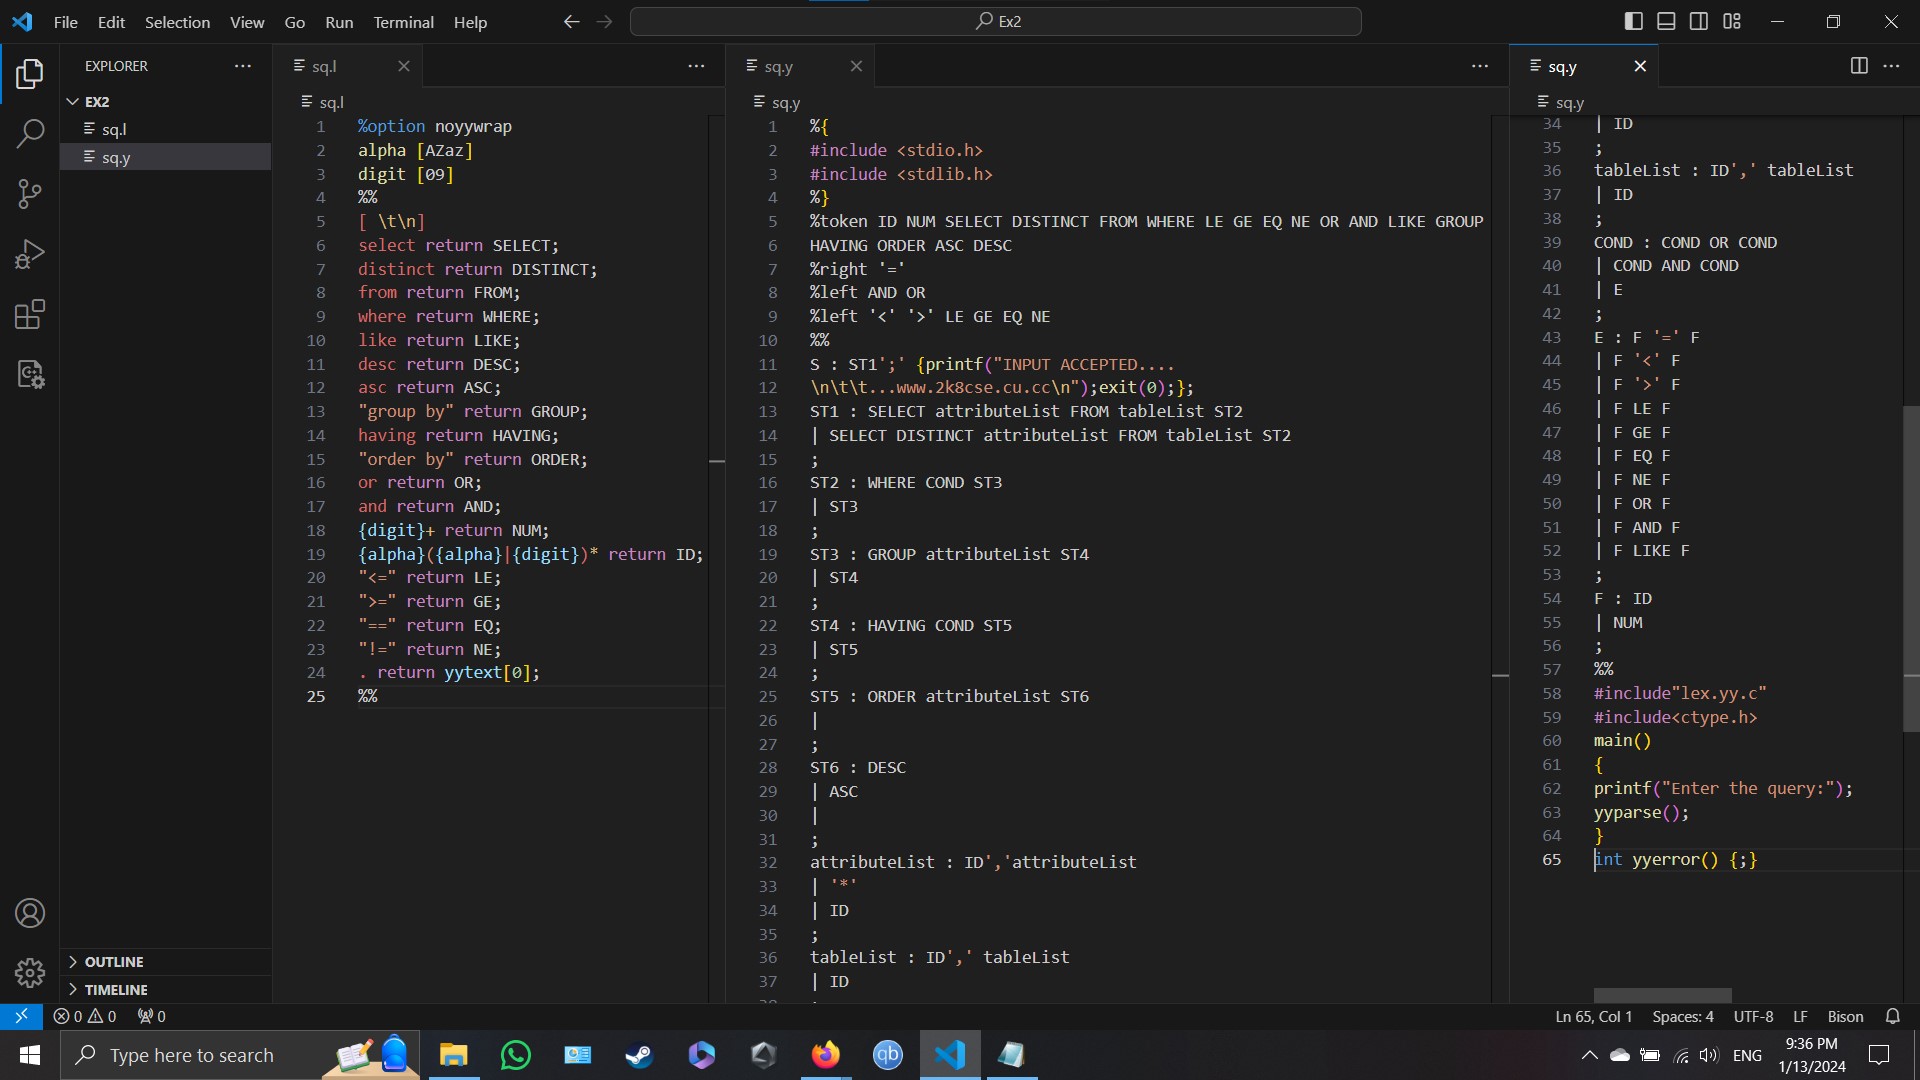 File Edit Selection View Go Run Terminal Help
Ex2
EXPLORER
EX2
sq.l
sq.y
OUTLINE
TIMELINE
sq.l
sq.l
1 %option noyywrap
2 alpha [AZaz]
3 digit [09]
4 %%
5 [ \t\n]
6 select return SELECT;
7 distinct return DISTINCT;
8 from return FROM;
9 where return WHERE;
10 like return LIKE;
11 desc return DESC;
12 asc return ASC;
13 "group by" return GROUP;
14 having return HAVING;
15 "order by" return ORDER;
16 or return OR;
17 and return AND;
18 {digit}+ return NUM;
19 {alpha}({alpha}|{digit})* return ID;
20 "<=" return LE;
21 ">=" return GE;
22 "==" return EQ;
23 "!=" return NE;
24 . return yytext[0];
25 %%
sq.y
sq.y
1 %{
2 #include <stdio.h>
3 #include <stdlib.h>
4 %}
5 %token ID NUM SELECT DISTINCT FROM WHERE LE GE EQ NE OR AND LIKE GROUP
6 HAVING ORDER ASC DESC
7 %right '='
8 %left AND OR
9 %left '<' '>' LE GE EQ NE
10 %%
11 S : ST1';' {printf("INPUT ACCEPTED....
12 \n\t\t...www.2k8cse.cu.cc\n");exit(0);};
13 ST1 : SELECT attributeList FROM tableList ST2
14 | SELECT DISTINCT attributeList FROM tableList ST2
15 ;
16 ST2 : WHERE COND ST3
17 | ST3
18 ;
19 ST3 : GROUP attributeList ST4
20 | ST4
21 ;
22 ST4 : HAVING COND ST5
23 | ST5
24 ;
25 ST5 : ORDER attributeList ST6
26 |
27 ;
28 ST6 : DESC
29 | ASC
30 |
31 ;
32 attributeList : ID','attributeList
33 | '*'
34 | ID
35 ;
36 tableList : ID',' tableList
37 | ID
sq.y
sq.y
34 | ID
35 ;
36 tableList : ID',' tableList
37 | ID
38 ;
39 COND : COND OR COND
40 | COND AND COND
41 | E
42 ;
43 E : F '=' F
44 | F '<' F
45 | F '>' F
46 | F LE F
47 | F GE F
48 | F EQ F
49 | F NE F
50 | F OR F
51 | F AND F
52 | F LIKE F
53 ;
54 F : ID
55 | NUM
56 ;
57 %%
58 #include"lex.yy.c"
59 #include<ctype.h>
60 main()
61 {
62 printf("Enter the query:");
63 yyparse();
64 }
65 int yyerror() {;}
0 0 0
Ln 65, Col 1 Spaces: 4 UTF-8 LF Bison
Type here to search
qb
ENG
9:36 PM
1/13/2024